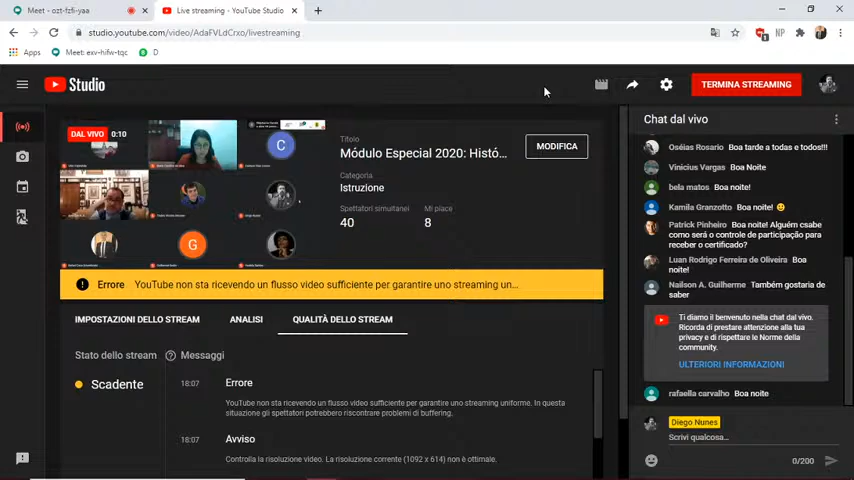 Meet - ozt-fzfi-yaa
Live streaming - YouTube Studio
studio.youtube.com/video/AdaFVLdCrxo/livestreaming
NP
Apps
Meet: exv-hifw-tqc
D
Studio
TERMINA STREAMING
DAL VIVO 0:10
C
G
Titolo
Módulo Especial 2020: Histó...
MODIFICA
Categoria
Istruzione
Spettatori simultanei
Mi piace
40
8
Errore YouTube non sta ricevendo un flusso video sufficiente per garantire uno streaming un...
IMPOSTAZIONI DELLO STREAM
ANALISI
QUALITÀ DELLO STREAM
Stato dello stream
Messaggi
Scadente
18:07
Errore
YouTube non sta ricevendo un flusso video sufficiente per garantire uno streaming uniforme. In questa
situazione gli spettatori potrebbero riscontrare problemi di buffering.
18:07
Avviso
Controlla la risoluzione video. La risoluzione corrente (1092 x 614) non è ottimale.
Chat dal vivo
Oséias Rosario Boa tarde a todas e todos!!!
Vinicius Vargas Boa Noite
bela matos Boa noite!
Kamila Granzotto Boa noite!
Patrick Pinheiro Boa noite! Alguém csabe
como será o controle de participação para
receber o certificado?
Luan Rodrigo Ferreira de Oliveira Boa
noite!
Nailson A. Guilherme Também gostaria de
saber
Ti diamo il benvenuto nella chat dal vivo.
Ricorda di prestare attenzione alla tua
privacy e di rispettare le Norme della
community.
ULTERIORI INFORMAZIONI
rafaella carvalho Boa noite
Diego Nunes
Scrivi qualcosa...
0/200